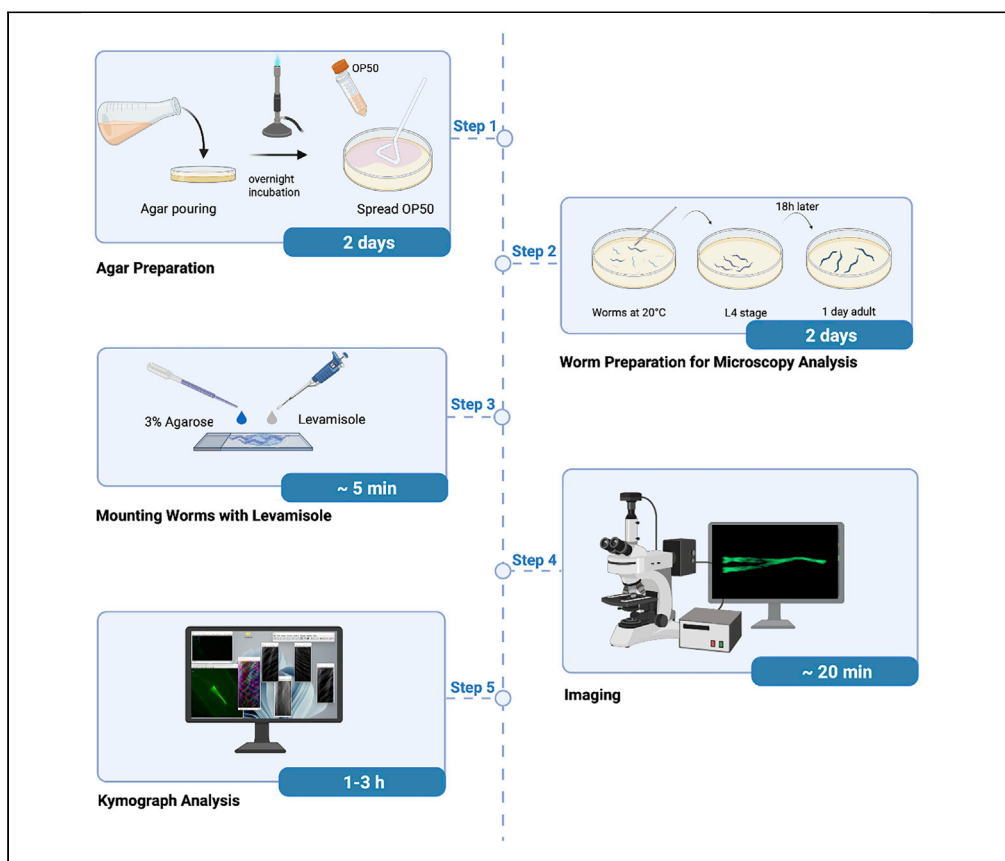 OP50
overnight
incubation
Agar pouring
Spread OP50
2 days
Agar Preparation
Step 1
Step 2
18h later
Worms at 20°C
L4 stage
1 day adult
2 days
Worm Preparation for Microscopy Analysis
Step 3
3% Agarose
Levamisole
~ 5 min
Mounting Worms with Levamisole
Step 4
~ 20 min
Imaging
Step 5
1-3 h
Kymograph Analysis